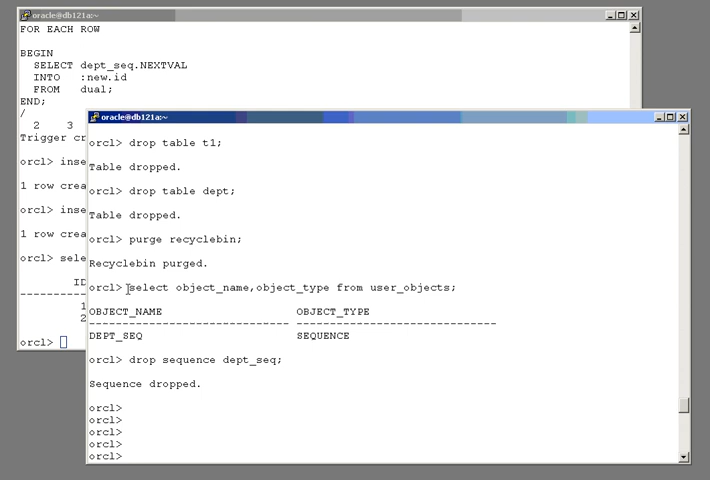 oracle@db121a:~
FOR EACH ROW
BEGIN
SELECT dept_seq.NEXTVAL
INTO :new.id
FROM dual;
END;
/
2 3
Trigger cr
orcl> inse
1 row crea
orcl> inse
1 row crea
orcl> sele
ID
----------
1
2
orcl>
oracle@db121a:~
orcl> drop table t1;
Table dropped.
orcl> drop table dept;
Table dropped.
orcl> purge recyclebin;
Recyclebin purged.
orcl> select object_name,object_type from user_objects;
OBJECT_NAME OBJECT_TYPE
------------------------------ ------------------------------
DEPT_SEQ SEQUENCE
orcl> drop sequence dept_seq;
Sequence dropped.
orcl>
orcl>
orcl>
orcl>
orcl>